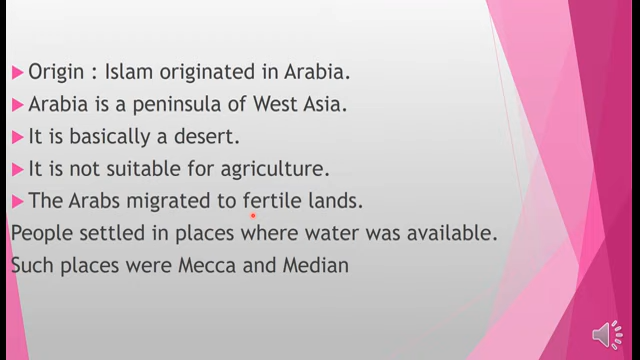 Origin : Islam originated in Arabia.
Arabia is a peninsula of West Asia.
It is basically a desert.
It is not suitable for agriculture.
The Arabs migrated to fertile lands.
People settled in places where water was available.
Such places were Mecca and Median